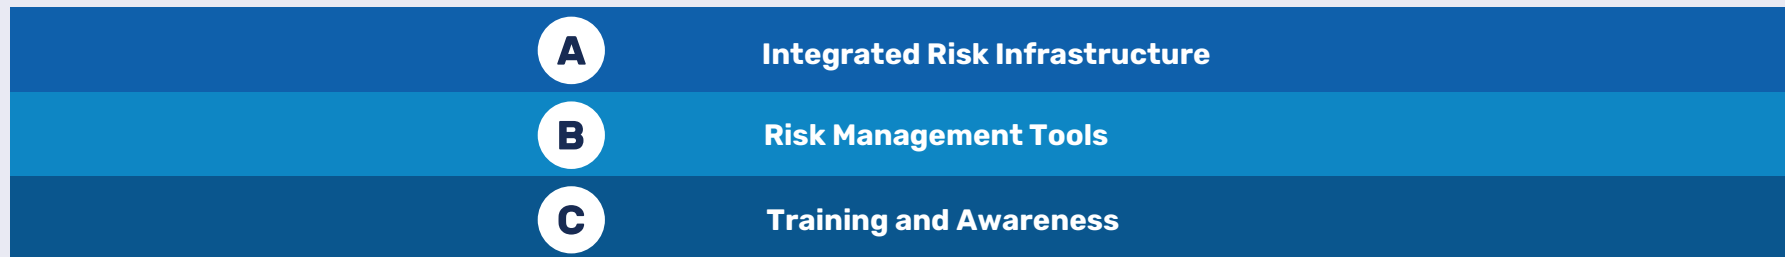 A Integrated Risk Infrastructure
B Risk Management Tools
C Training and Awareness